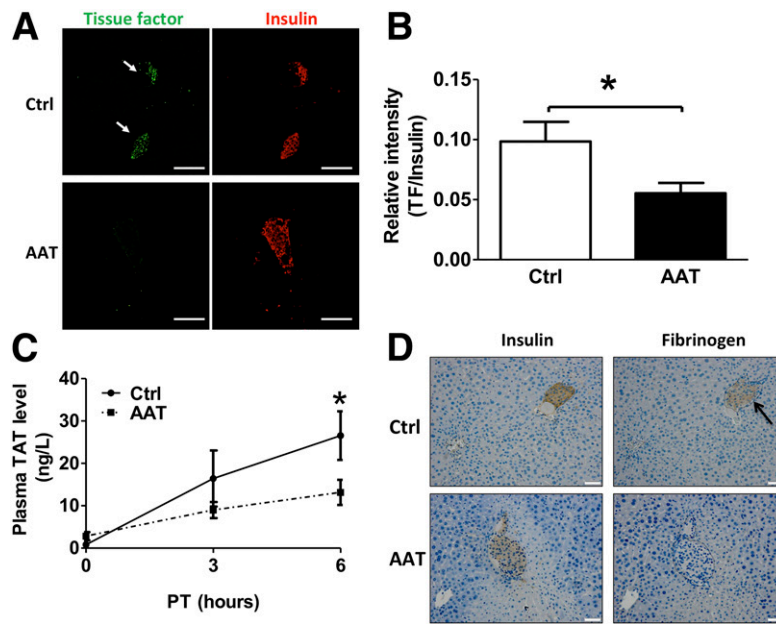 A
Tissue factor
Insulin
Ctrl
AAT
B
Relative intensity
(TF/Insulin)
0.15
0.10
0.05
0.00
*
Ctrl
AAT
C
Plasma TAT level
(ng/L)
40
30
20
10
0
Ctrl
AAT
*
0
3
6
PT (hours)
D
Insulin
Fibrinogen
Ctrl
AAT